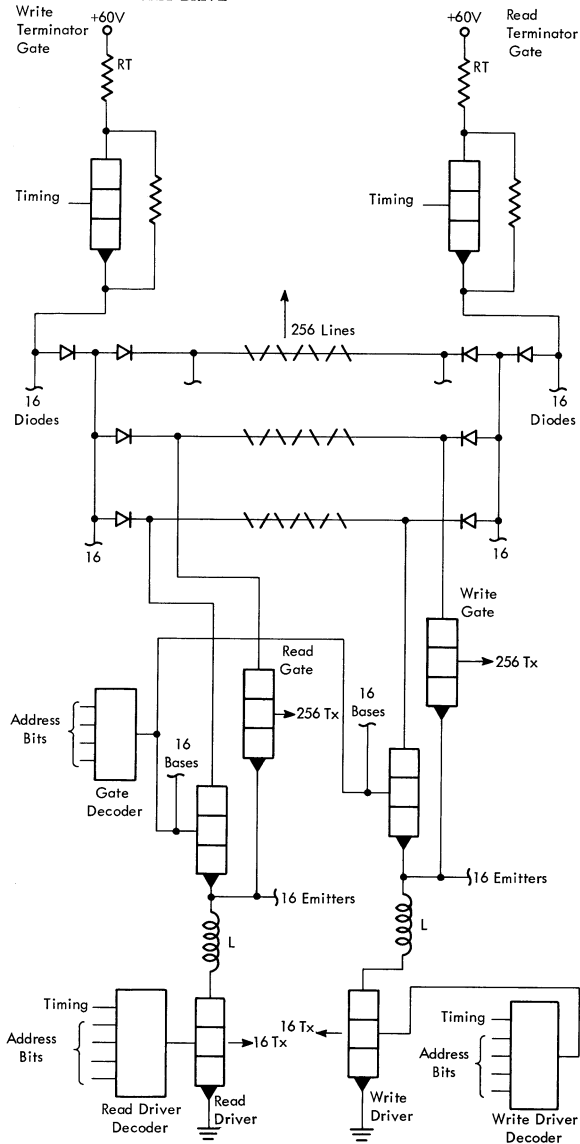 Write
Terminator
Gate
+60V
RT
+60V
RT
Read
Terminator
Gate
Timing
Timing
256 Lines
16
Diodes
16
Diodes
16
16
Write
Gate
256 Tx
Read
Gate
256 Tx
16
Bases
Address
Bits
16
Bases
Gate
Decoder
16 Emitters
16 Emitters
L
L
Timing
Address
Bits
16 Tx
16 Tx
Timing
Address
Bits
Read Driver
Decoder
Read
Driver
Write
Driver
Write Driver
Decoder